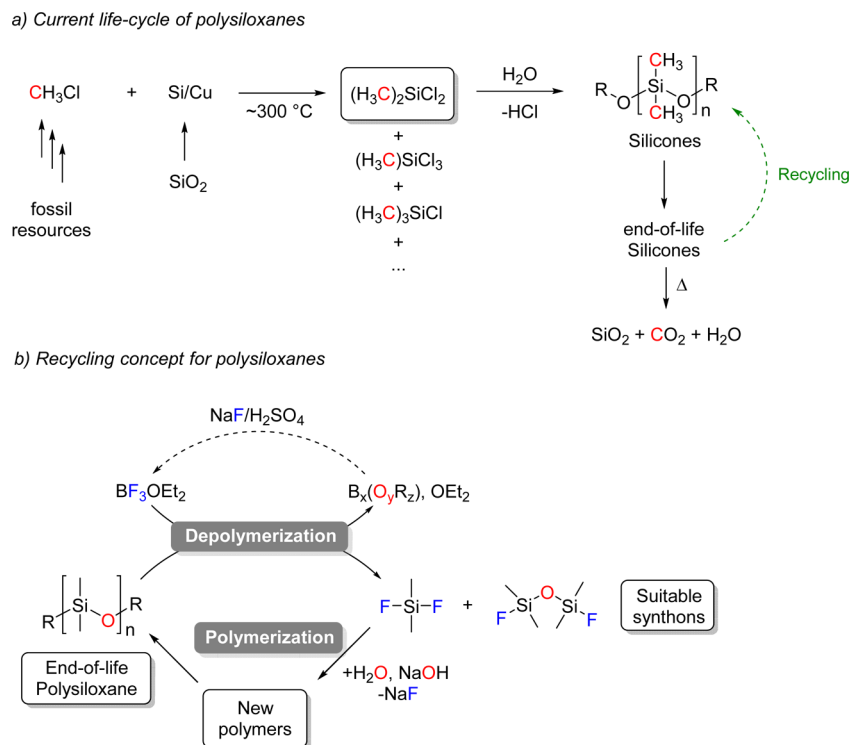 a) Current life-cycle of polysiloxanes
CH₃Cl + Si/Cu
~300 °C
(H₃C)₂SiCl₂
+
(H₃C)SiCl₃
+
(H₃C)₃SiCl
+
...
H₂O
-HCl
R O Si CH₃ CH₃ O R n
Silicones
Recycling
SiO₂
fossil
resources
end-of-life
Silicones
Δ
SiO₂ + CO₂ + H₂O
b) Recycling concept for polysiloxanes
NaF/H₂SO₄
BF₃OEt₂
Bₓ(OᵧR_z), OEt₂
Depolymerization
R Si O R n
F Si F + F Si O Si F
Suitable
synthons
Polymerization
End-of-life
Polysiloxane
+H₂O, NaOH
-NaF
New
polymers